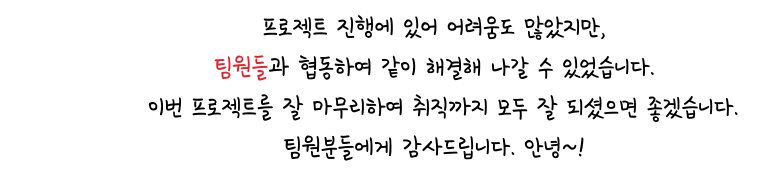 프로젝트 진행에 있어 어려움도 많았지만,
팀원들과 협동하여 같이 해결해 나갈 수 있었습니다.
이번 프로젝트를 잘 마무리하여 취직까지 모두 잘 되셨으면 좋겠습니다.
팀원분들에게 감사드립니다. 안녕~!